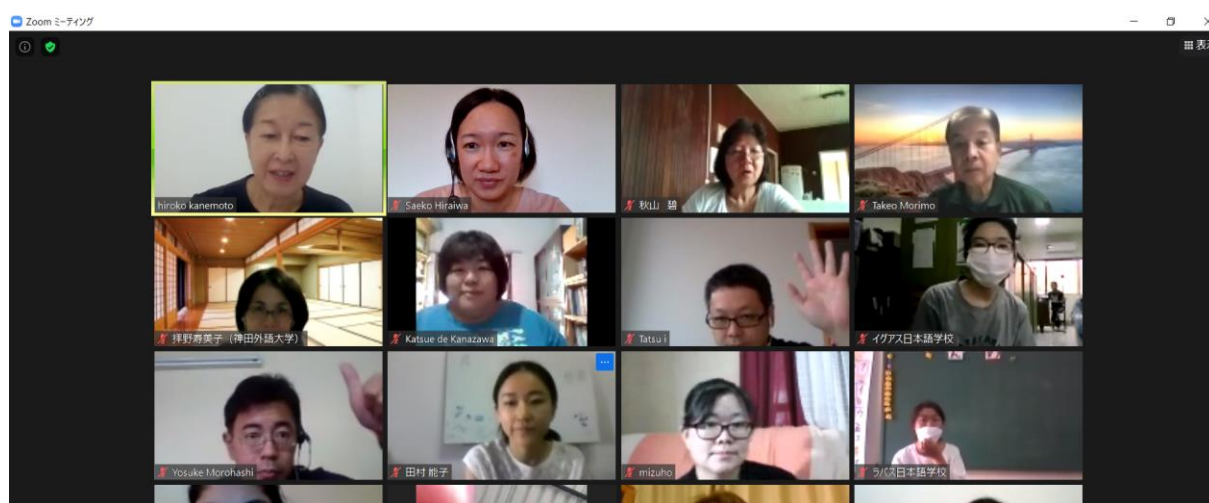 Zoom ミーティング
表示
hiroko kanemoto
Saeko Hiraiwa
秋山 碧
Takeo Morimo
拝野寿美子（神田外語大学）
Katsue de Kanazawa
Tatsu i
イグアス日本語学校
Yosuke Morohashi
田村 能子
mizuho
ラパス日本語学校